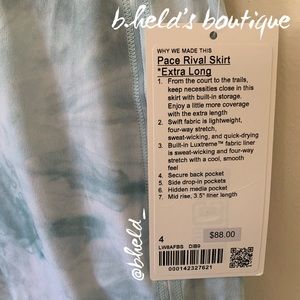 b.held's boutique
WHY WE MADE THIS
Pace Rival Skirt
*Extra Long
1. From the court to the trails,
keep necessities close in this
skirt with built-in storage.
Enjoy a little more coverage
with the extra length
2. Swift fabric is lightweight,
four-way stretch,
sweat-wicking, and quick-drying
3. Built-in Luxtreme™ fabric liner
is sweat-wicking and four-way
stretch with a cool, smooth
feel
4. Secure back pocket
5. Side drop-in pockets
6. Hidden media pocket
7. Mid rise, 3.5" liner length
4
$88.00
LW8AFBS DIB9
000142327621
@bheld_